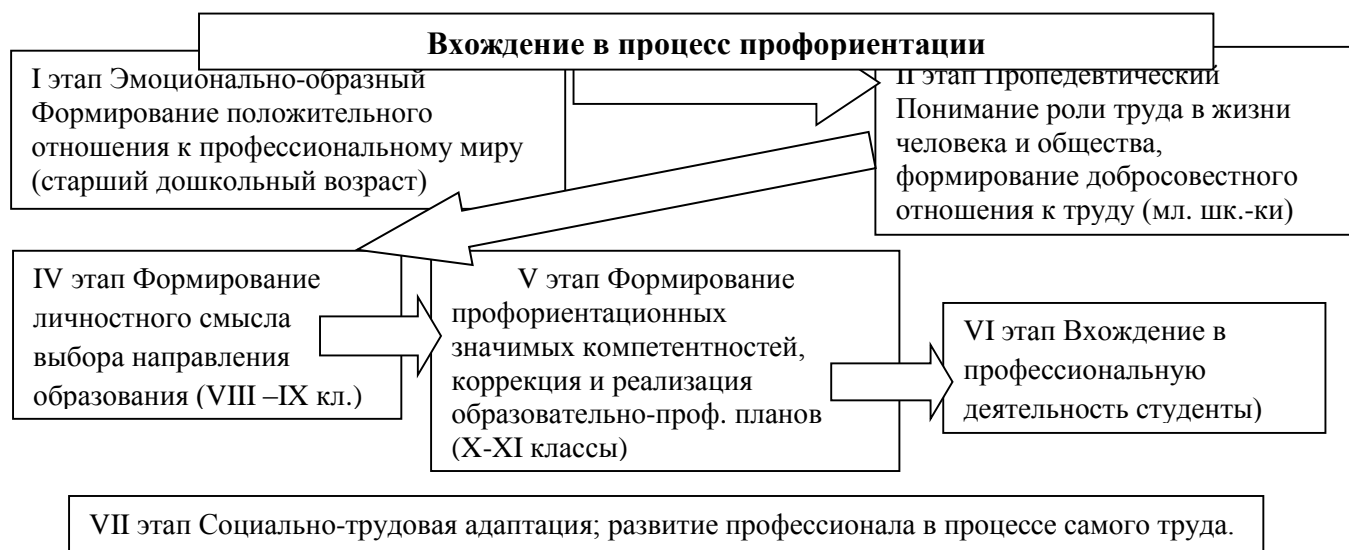 Вхождение в процесс профориентации
I этап Эмоционально-образный
Формирование положительного
отношения к профессиональному миру
(старший дошкольный возраст)
II этап Пропедевтический
Понимание роли труда в жизни
человека и общества,
формирование добросовестного
отношения к труду (мл. шк.-ки)
IV этап Формирование
личностного смысла
выбора направления
образования (VIII –IX кл.)
V этап Формирование
профориентационных
значимых компетентностей,
коррекция и реализация
образовательно-проф. планов
(X-XI классы)
VI этап Вхождение в
профессиональную
деятельность студенты)
VII этап Социально-трудовая адаптация; развитие профессионала в процессе самого труда.